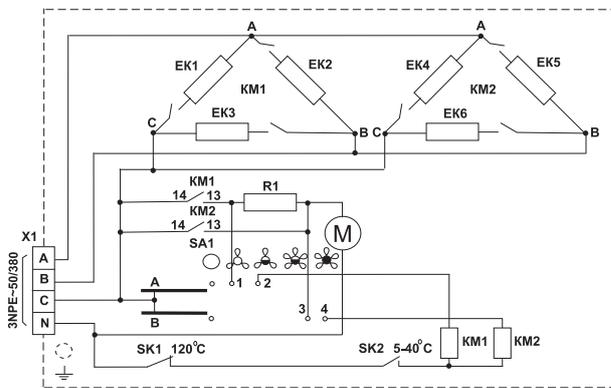 A
A
EK1
EK2
KM1
EK4
EK5
KM2
C
EK3
B
C
EK6
B
KM1
14
13
R1
KM2
14
13
SA1
M
X1
3NPE~50/380
A
B
C
N
A
B
1
2
3
4
SK1 120°C
SK2 5-40°C
KM1
KM2